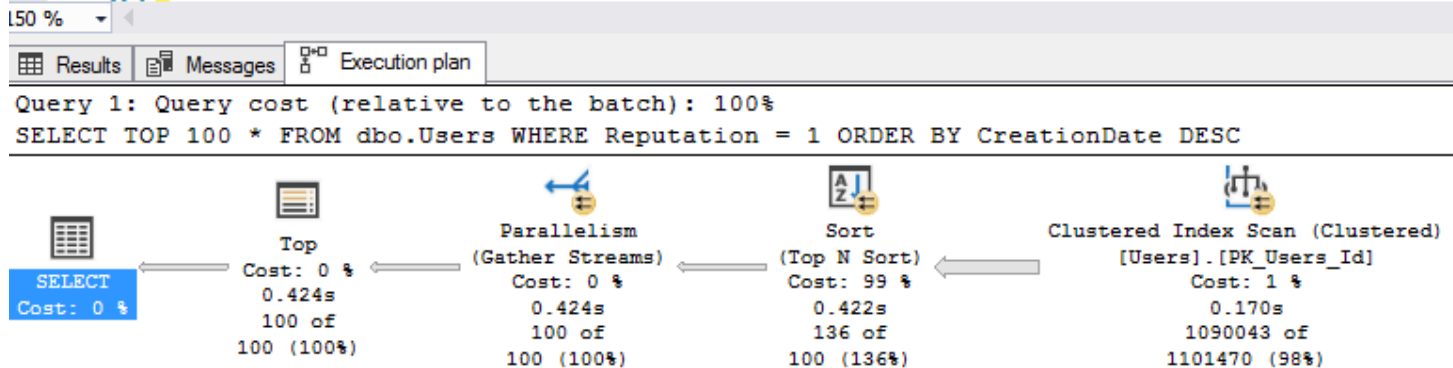 150 %
Results Messages Execution plan
Query 1: Query cost (relative to the batch): 100%
SELECT TOP 100 * FROM dbo.Users WHERE Reputation = 1 ORDER BY CreationDate DESC
SELECT
Cost: 0 %
Top
Cost: 0 %
0.424s
100 of
100 (100%)
Parallelism
(Gather Streams)
Cost: 0 %
0.424s
100 of
100 (100%)
Sort
(Top N Sort)
Cost: 99 %
0.422s
136 of
100 (136%)
Clustered Index Scan (Clustered)
[Users].[PK_Users_Id]
Cost: 1 %
0.170s
1090043 of
1101470 (98%)